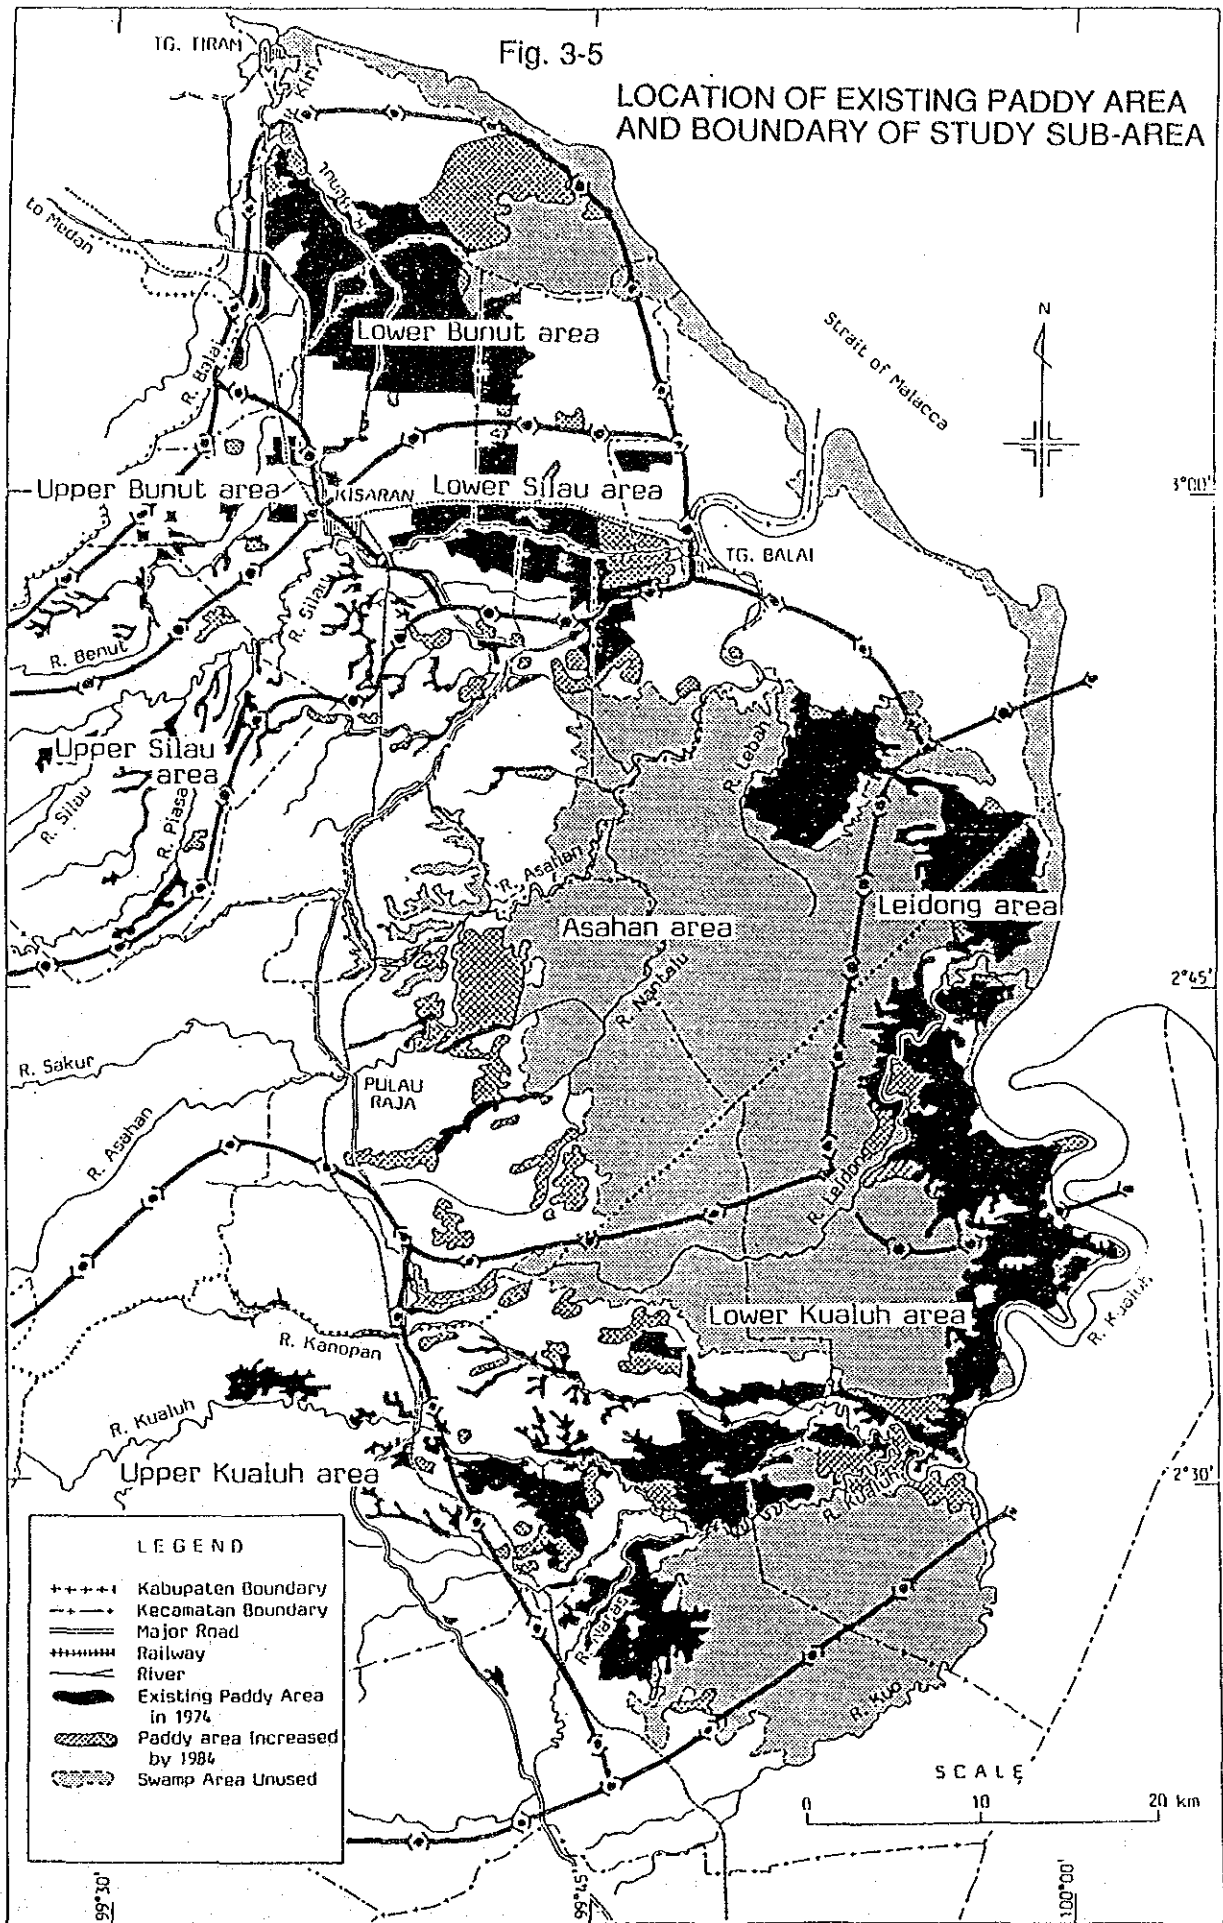 Fig. 3-5
LOCATION OF EXISTING PADDY AREA
AND BOUNDARY OF STUDY SUB-AREA
TG. TIRAM
Kiri
R. Bunut
to Medan
Lower Bunut area
Strait of Malacca
N
R. Balai
Upper Bunut area
KISARAN
Lower Silau area
3°00'
TG. BALAI
R. Silau
R. Benut
Upper Silau
area
R. Leban
R. Silau
R. Piasa
R. Asahan
Asahan area
Leidong area
R. Nantalu
2°45'
R. Sakur
PULAU
RAJA
R. Asahan
R. Leidong
Lower Kualuh area
R. Kualuh
R. Kanopan
R. Kualuh
Upper Kualuh area
R. Kualuh
2°30'
LEGEND
Kabupaten Boundary
Kecamatan Boundary
Major Road
Railway
River
Existing Paddy Area
in 1974
Paddy area increased
by 1984
Swamp Area Unused
R. Kuo
SCALE
0 10 20 km
99°30'
99°45'
100°00'